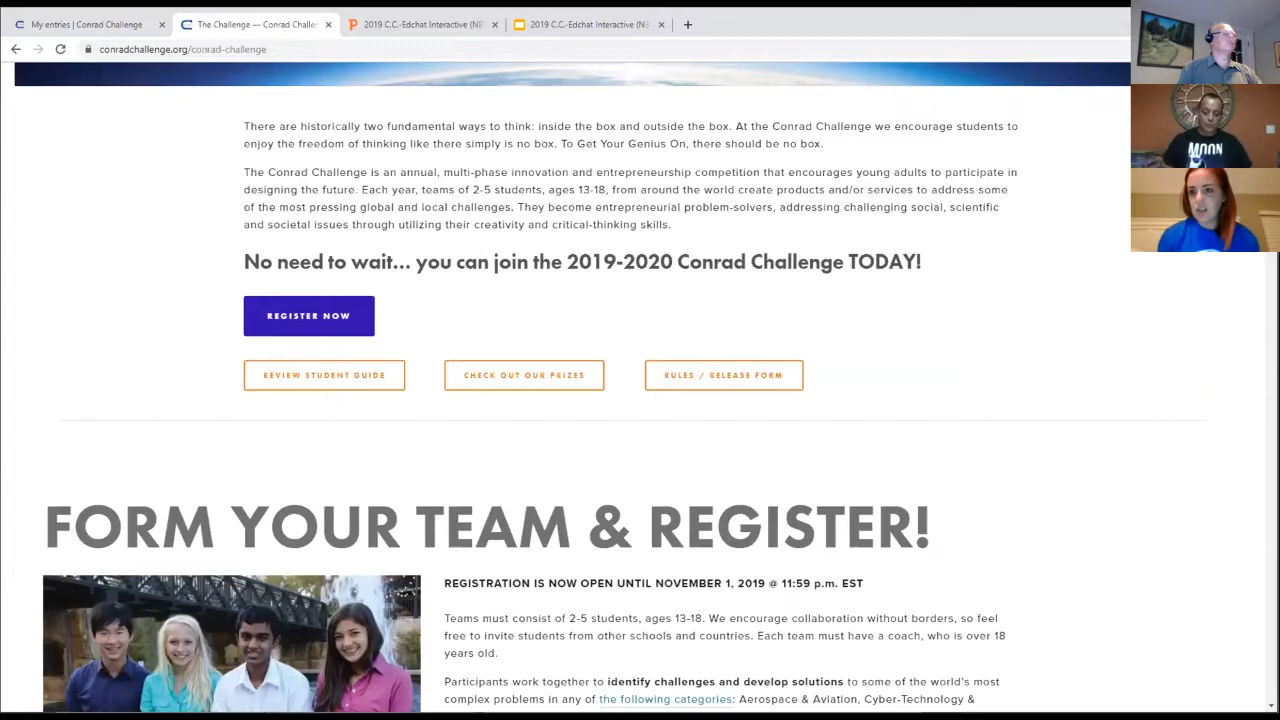 My entries | Conrad Challenge
The Challenge — Conrad Challe
2019 C.C.-Edchat Interactive (N8
2019 C.C.-Edchat Interactive (N8
conradchallenge.org/conrad-challenge
MOON
There are historically two fundamental ways to think: inside the box and outside the box. At the Conrad Challenge we encourage students to
enjoy the freedom of thinking like there simply is no box. To Get Your Genius On, there should be no box.
The Conrad Challenge is an annual, multi-phase innovation and entrepreneurship competition that encourages young adults to participate in
designing the future. Each year, teams of 2-5 students, ages 13-18, from around the world create products and/or services to address some
of the most pressing global and local challenges. They become entrepreneurial problem-solvers, addressing challenging social, scientific
and societal issues through utilizing their creativity and critical-thinking skills.
No need to wait... you can join the 2019-2020 Conrad Challenge TODAY!
REGISTER NOW
REVIEW STUDENT GUIDE
CHECK OUT OUR PRIZES
RULES / RELEASE FORM
FORM YOUR TEAM & REGISTER!
REGISTRATION IS NOW OPEN UNTIL NOVEMBER 1, 2019 @ 11:59 p.m. EST
Teams must consist of 2-5 students, ages 13-18. We encourage collaboration without borders, so feel
free to invite students from other schools and countries. Each team must have a coach, who is over 18
years old.
Participants work together to identify challenges and develop solutions to some of the world's most
complex problems in any of the following categories: Aerospace & Aviation, Cyber-Technology &